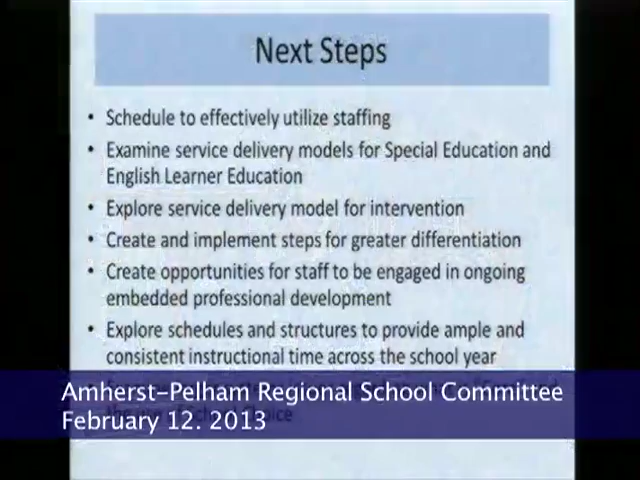 Next Steps
• Schedule to effectively utilize staffing
• Examine service delivery models for Special Education and
English Learner Education
• Explore service delivery model for intervention
• Create and implement steps for greater differentiation
• Create opportunities for staff to be engaged in ongoing
embedded professional development
• Explore schedules and structures to provide ample and
consistent instructional time across the school year
Amherst-Pelham Regional School Committee
February 12. 2013